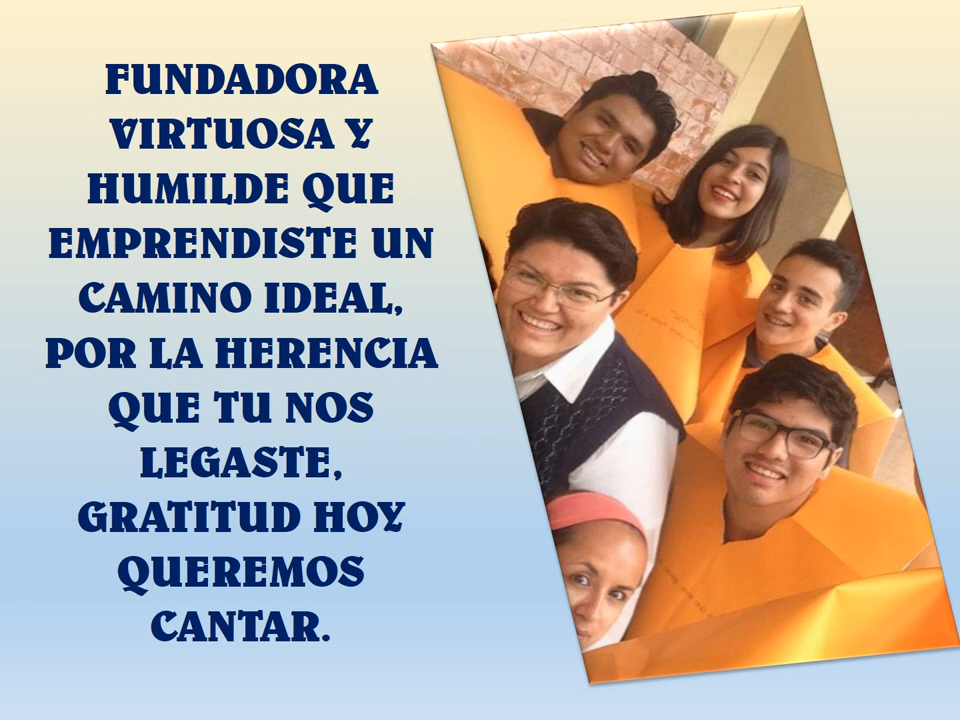 FUNDADORA
VIRTUOSA Y
HUMILDE QUE
EMPRENDISTE UN
CAMINO IDEAL,
POR LA HERENCIA
QUE TU NOS
LEGASTE,
GRATITUD HOY
QUEREMOS
CANTAR.